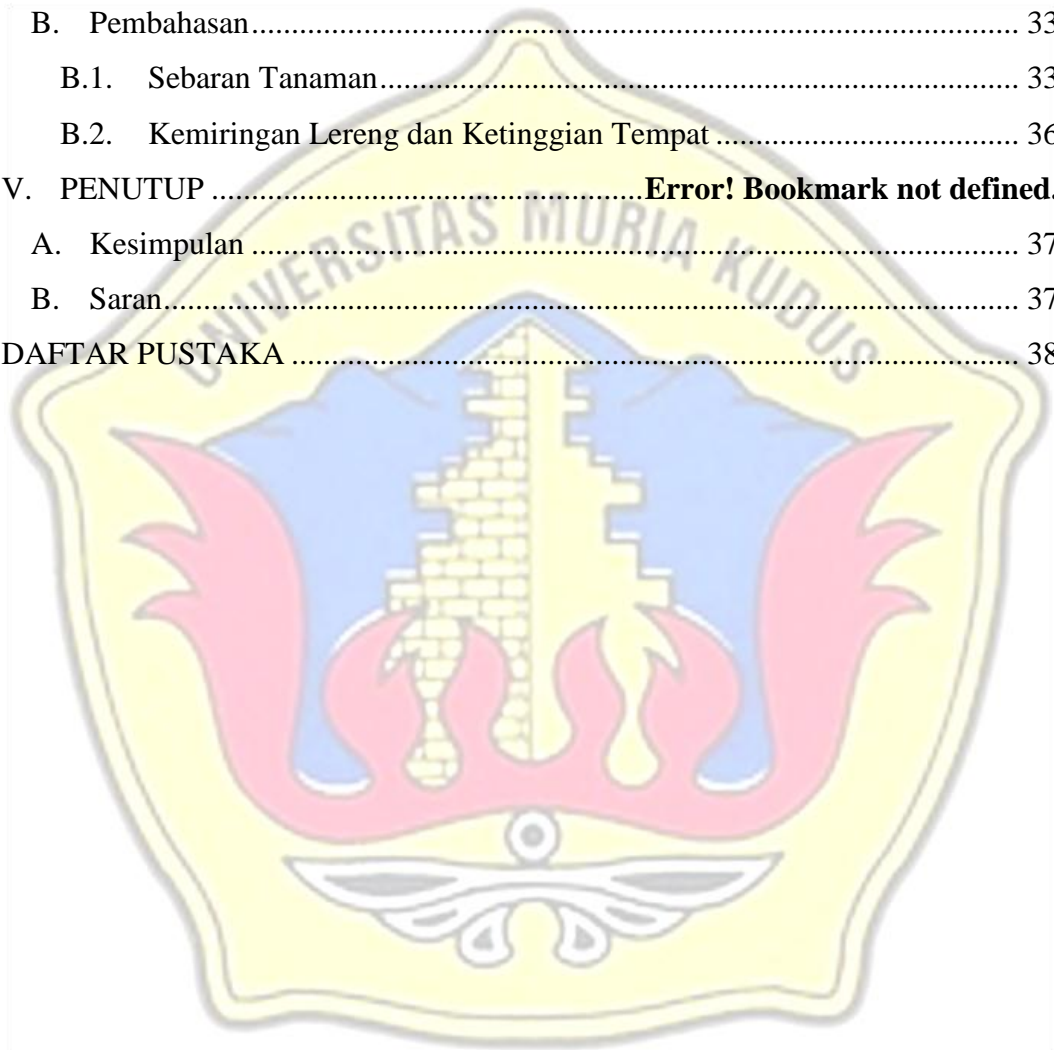 B. Pembahasan.......... 33
B.1. Sebaran Tanaman.......... 33
B.2. Kemiringan Lereng dan Ketinggian Tempat .......... 36
V. PENUTUP ..........Error! Bookmark not defined.
A. Kesimpulan .......... 37
B. Saran.......... 37
DAFTAR PUSTAKA .......... 38
UNIVERSITAS MURIA KUDUS